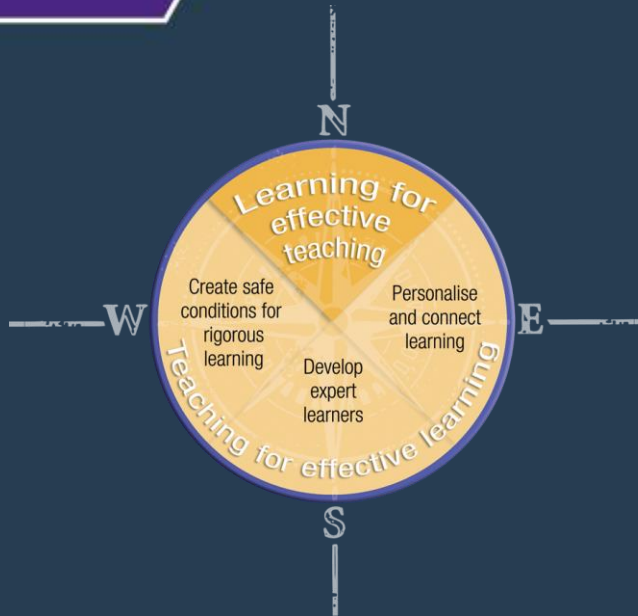 N
Learning for
effective
teaching
Create safe
conditions for
rigorous
learning
Personalise
and connect
learning
W
E
Develop
expert
learners
Teaching for effective learning
S